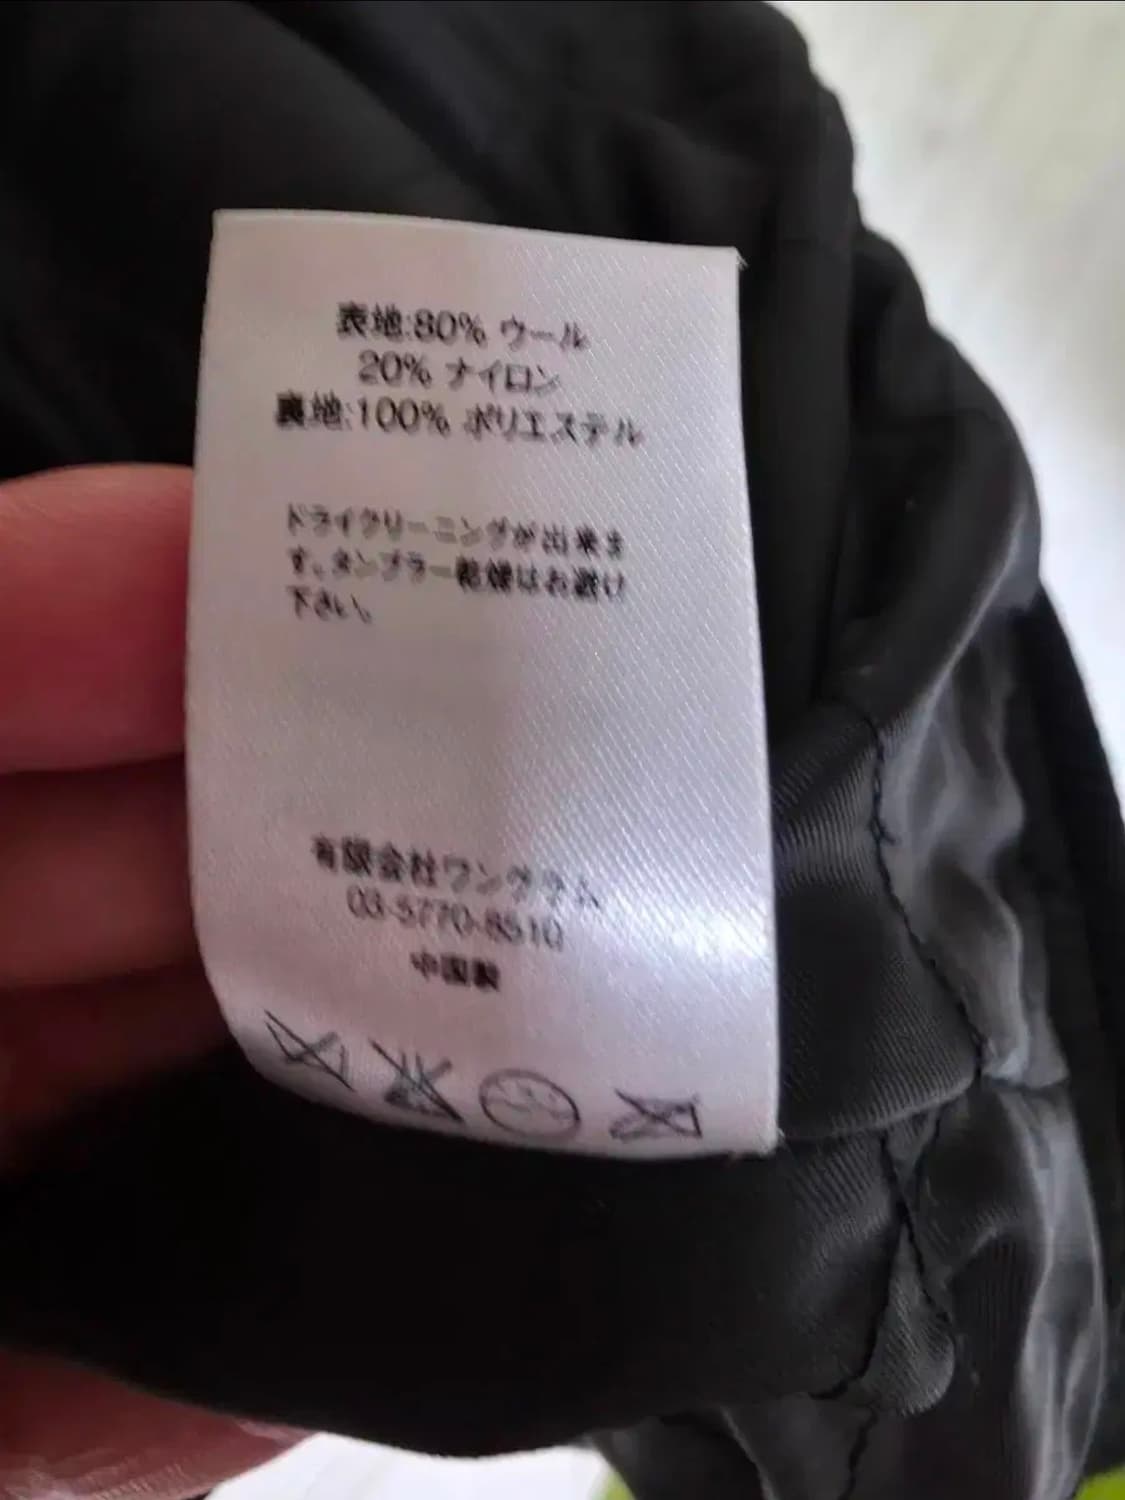 表地:80% ウール
20% ナイロン
裏地:100% ポリエステル
ドライクリーニングが出来ま
す。タンブラー乾燥はお避け
下さい。
有限会社ワングラム
03-5770-8510
中国製